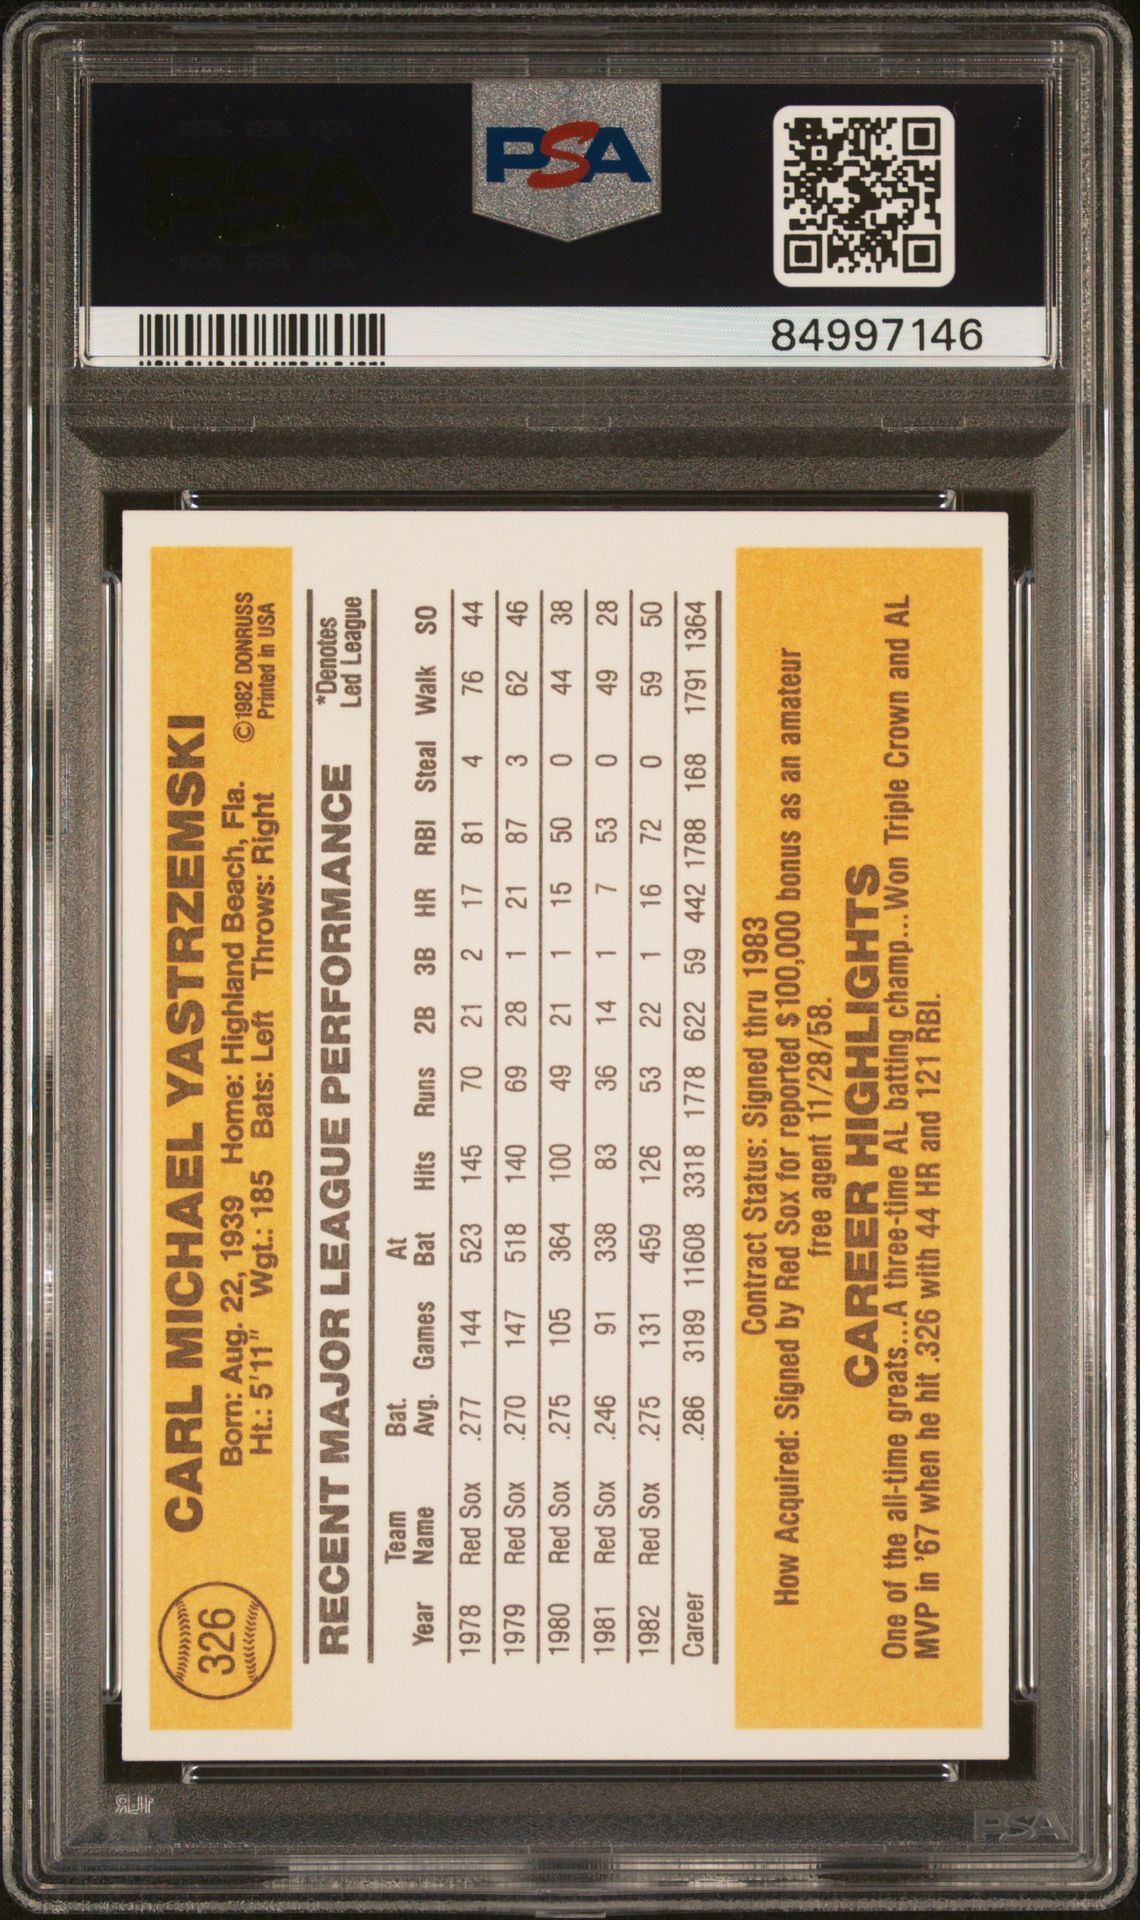 PSA
84997146
326
CARL MICHAEL YASTRZEMSKI
Born: Aug. 22, 1939 Home: Highland Beach, Fla.
Ht.: 5'11" Wgt.: 185 Bats: Left Throws: Right
©1982 DONRUSS
Printed in USA
RECENT MAJOR LEAGUE PERFORMANCE
*Denotes
Led League
Year Team Name Bat. Avg. Games At Bat Hits Runs 2B 3B HR RBI Steal Walk SO
1978 Red Sox .277 144 523 145 70 21 2 17 81 4 76 44
1979 Red Sox .270 147 518 140 69 28 1 21 87 3 62 46
1980 Red Sox .275 105 364 100 49 21 1 15 50 0 44 38
1981 Red Sox .246 91 338 83 36 14 1 7 53 0 49 28
1982 Red Sox .275 131 459 126 53 22 1 16 72 0 59 50
Career .286 3189 11608 3318 1778 622 59 442 1788 168 1791 1364
Contract Status: Signed thru 1983
How Acquired: Signed by Red Sox for reported $100,000 bonus as an amateur
free agent 11/28/58.
CAREER HIGHLIGHTS
One of the all-time greats...A three-time AL batting champ...Won Triple Crown and AL
MVP in '67 when he hit .326 with 44 HR and 121 RBI.
PSA